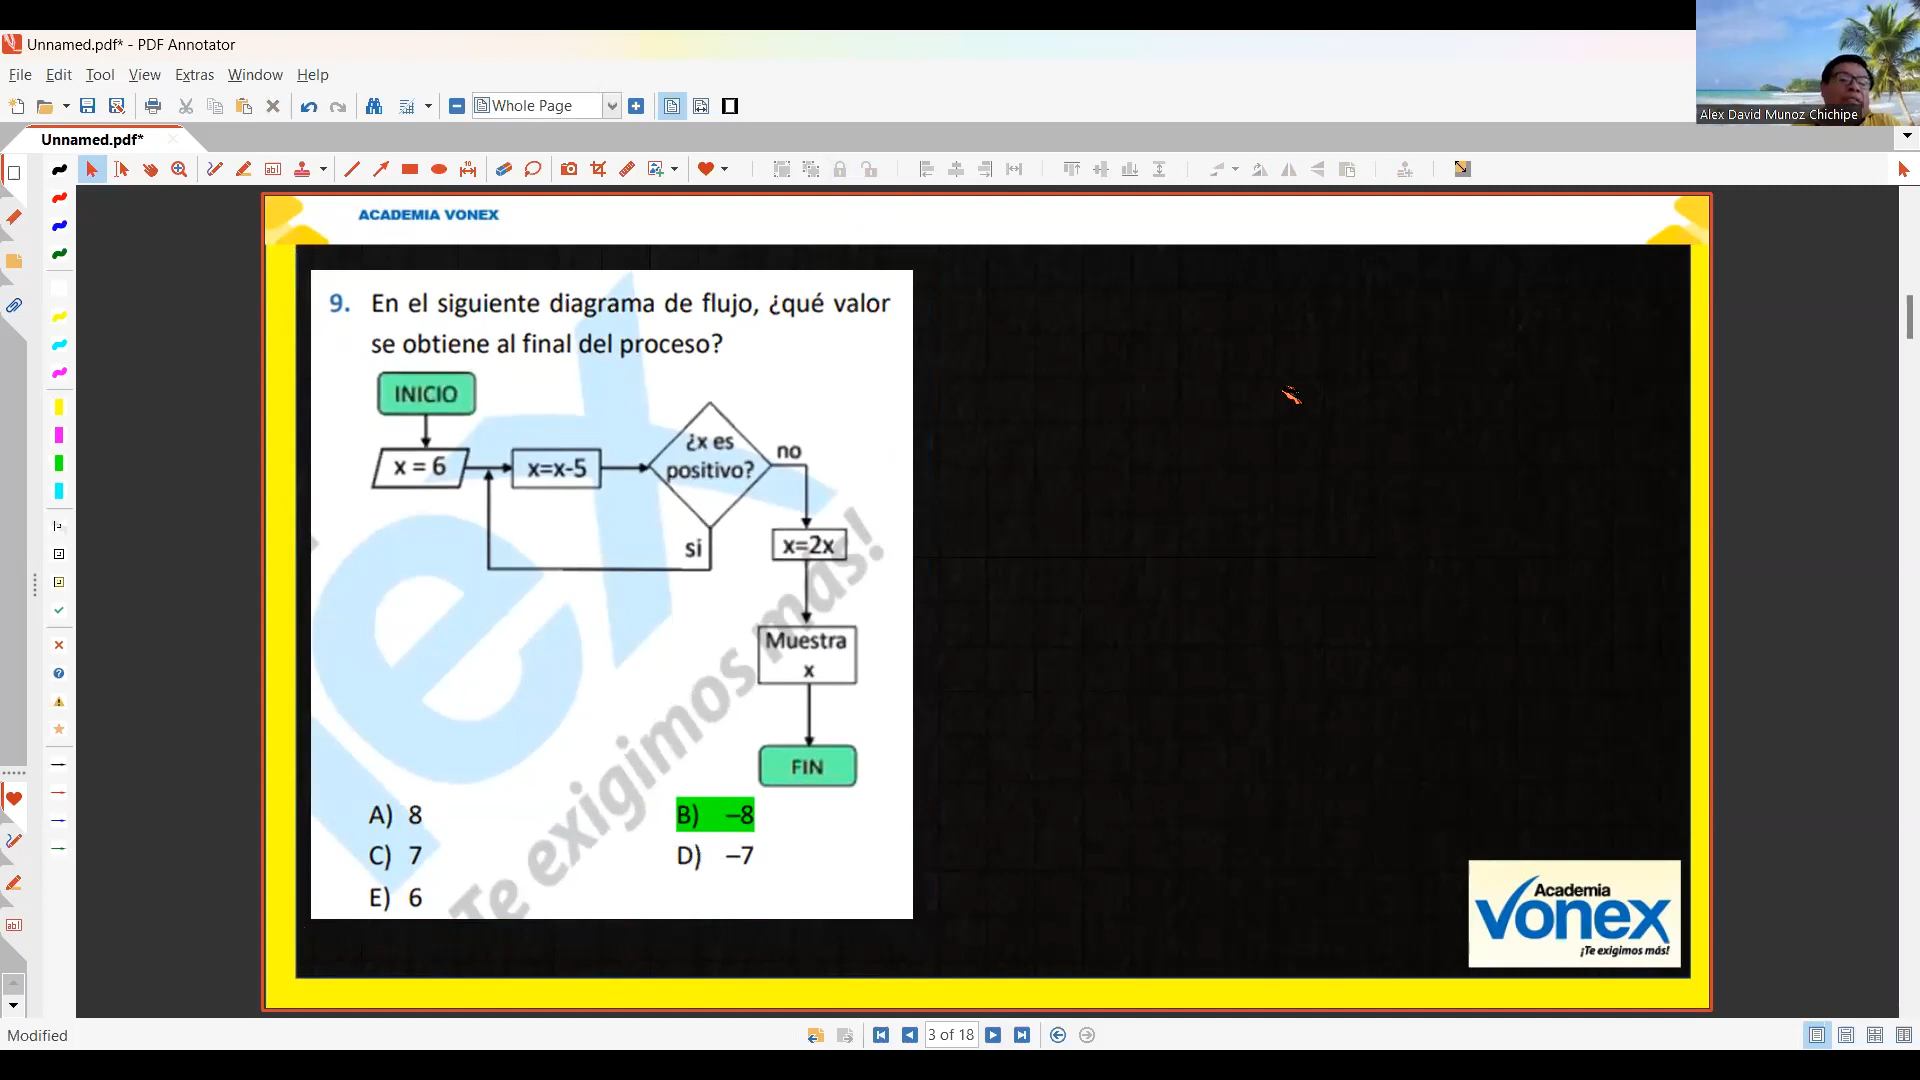 Unnamed.pdf* - PDF Annotator
File Edit Tool View Extras Window Help
Whole Page
Alex David Munoz Chichipe
Unnamed.pdf*
ACADEMIA VONEX
9. En el siguiente diagrama de flujo, ¿qué valor
se obtiene al final del proceso?
INICIO
x = 6
x=x-5
¿x es
positivo?
no
si
x=2x
Muestra
x
FIN
A) 8
B) –8
C) 7
D) –7
E) 6
¡Te exigimos más!
Academia
vonex
¡Te exigimos más!
Modified
3 of 18